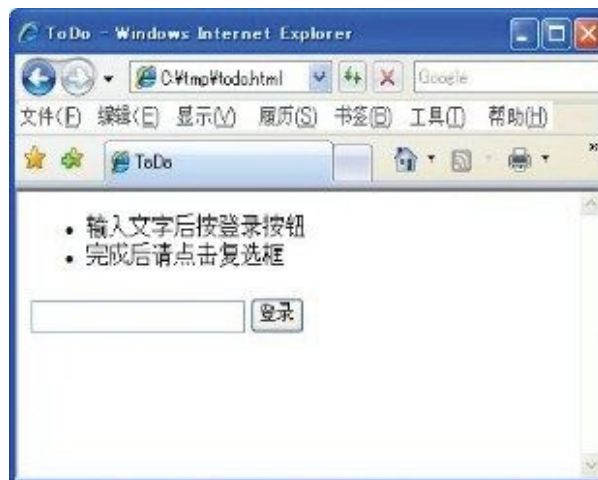 ToDo - Windows Internet Explorer
C:¥tmp¥todo.html
Google
文件(F) 编辑(E) 显示(V) 履历(S) 书签(B) 工具(T) 帮助(H)
ToDo
• 输入文字后按登录按钮
• 完成后请点击复选框
登录